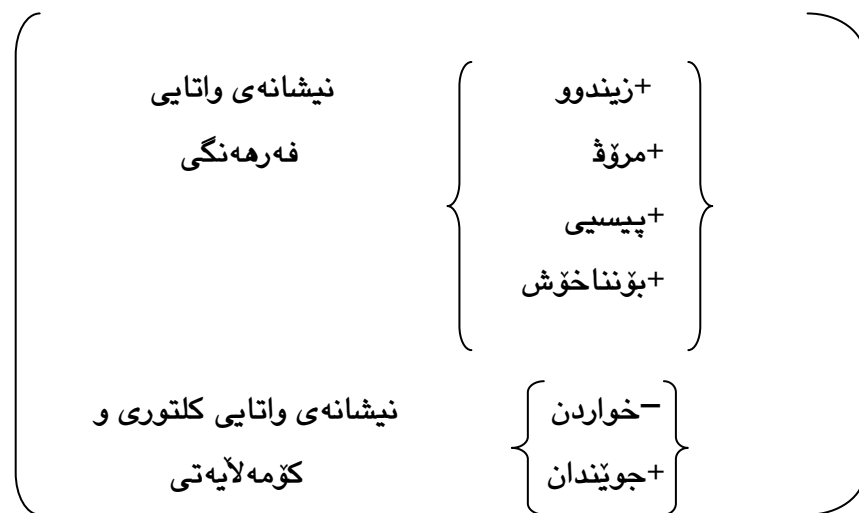 +زیندوو نیشانەی واتایی
+مرۆڤ فەرهەنگی
+پیسیی
+بۆنناخۆش
−خواردن نیشانەی واتایی کلتوری و
+جوێندان کۆمەڵایەتی